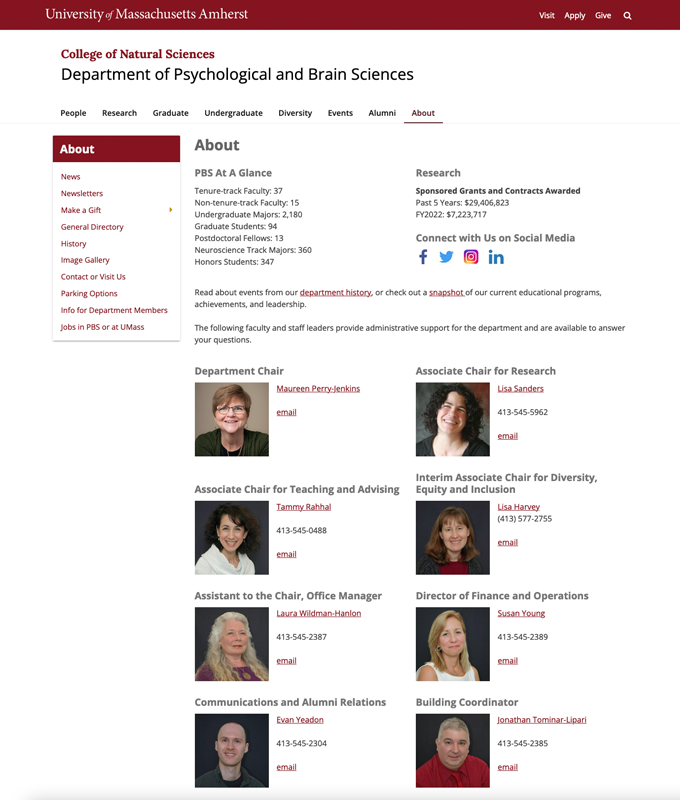 University of Massachusetts Amherst
Visit Apply Give
College of Natural Sciences
Department of Psychological and Brain Sciences
People Research Graduate Undergraduate Diversity Events Alumni About
About
News
Newsletters
Make a Gift
General Directory
History
Image Gallery
Contact or Visit Us
Parking Options
Info for Department Members
Jobs in PBS or at UMass
About
PBS At A Glance
Tenure-track Faculty: 37
Non-tenure-track Faculty: 15
Undergraduate Majors: 2,180
Graduate Students: 94
Postdoctoral Fellows: 13
Neuroscience Track Majors: 360
Honors Students: 347
Research
Sponsored Grants and Contracts Awarded
Past 5 Years: $29,406,823
FY2022: $7,223,717
Connect with Us on Social Media
Read about events from our department history, or check out a snapshot of our current educational programs,
achievements, and leadership.
The following faculty and staff leaders provide administrative support for the department and are available to answer
your questions.
Department Chair
Maureen Perry-Jenkins
email
Associate Chair for Research
Lisa Sanders
413-545-5962
email
Associate Chair for Teaching and Advising
Tammy Rahhal
413-545-0488
email
Interim Associate Chair for Diversity,
Equity and Inclusion
Lisa Harvey
(413) 577-2755
email
Assistant to the Chair, Office Manager
Laura Wildman-Hanlon
413-545-2387
email
Director of Finance and Operations
Susan Young
413-545-2389
email
Communications and Alumni Relations
Evan Yeadon
413-545-2304
email
Building Coordinator
Jonathan Tominar-Lipari
413-545-2385
email